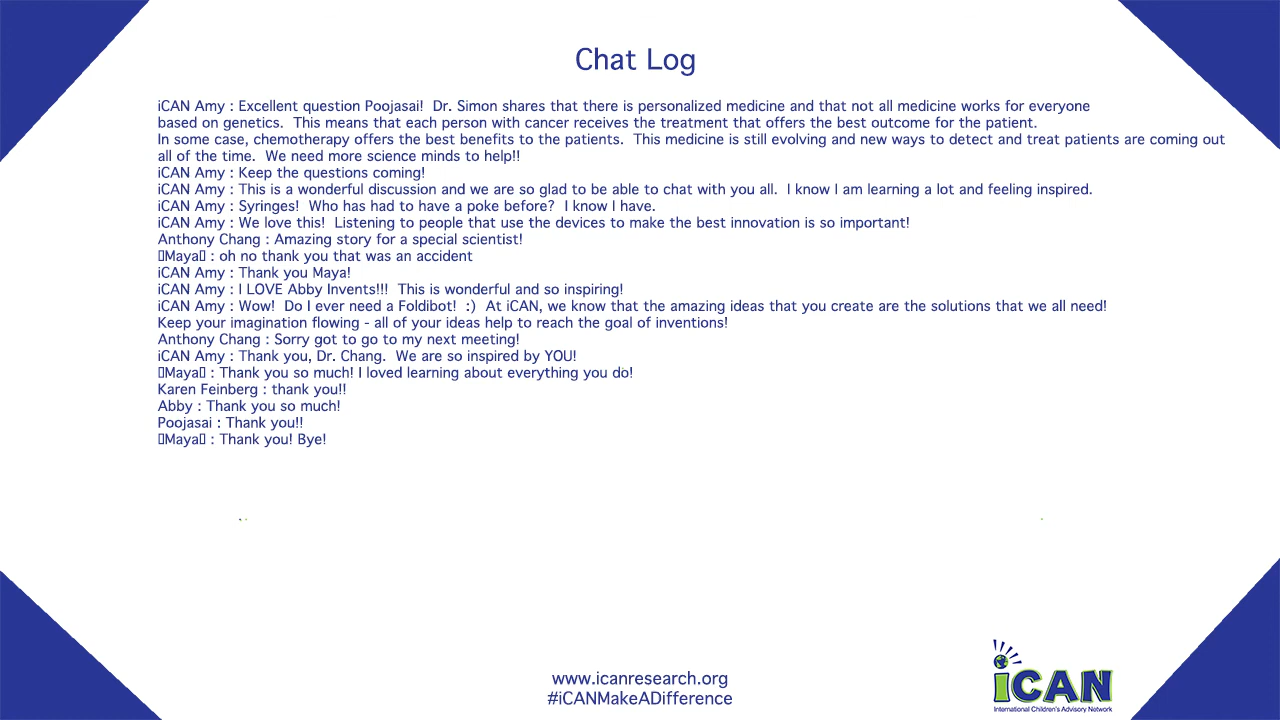 Chat Log
iCAN Amy : Excellent question Poojasai!  Dr. Simon shares that there is personalized medicine and that not all medicine works for everyone
based on genetics.  This means that each person with cancer receives the treatment that offers the best outcome for the patient.
In some case, chemotherapy offers the best benefits to the patients.  This medicine is still evolving and new ways to detect and treat patients are coming out
all of the time.  We need more science minds to help!!
iCAN Amy : Keep the questions coming!
iCAN Amy : This is a wonderful discussion and we are so glad to be able to chat with you all.  I know I am learning a lot and feeling inspired.
iCAN Amy : Syringes!  Who has had to have a poke before?  I know I have.
iCAN Amy : We love this!  Listening to people that use the devices to make the best innovation is so important!
Anthony Chang : Amazing story for a special scientist!
▯Maya▯ : oh no thank you that was an accident
iCAN Amy : Thank you Maya!
iCAN Amy : I LOVE Abby Invents!!!  This is wonderful and so inspiring!
iCAN Amy : Wow!  Do I ever need a Foldibot!  :)  At iCAN, we know that the amazing ideas that you create are the solutions that we all need!
Keep your imagination flowing - all of your ideas help to reach the goal of inventions!
Anthony Chang : Sorry got to go to my next meeting!
iCAN Amy : Thank you, Dr. Chang.  We are so inspired by YOU!
▯Maya▯ : Thank you so much! I loved learning about everything you do!
Karen Feinberg : thank you!!
Abby : Thank you so much!
Poojasai : Thank you!!
▯Maya▯ : Thank you! Bye!
www.icanresearch.org
#iCANMakeADifference
iCAN
International Children's Advisory Network